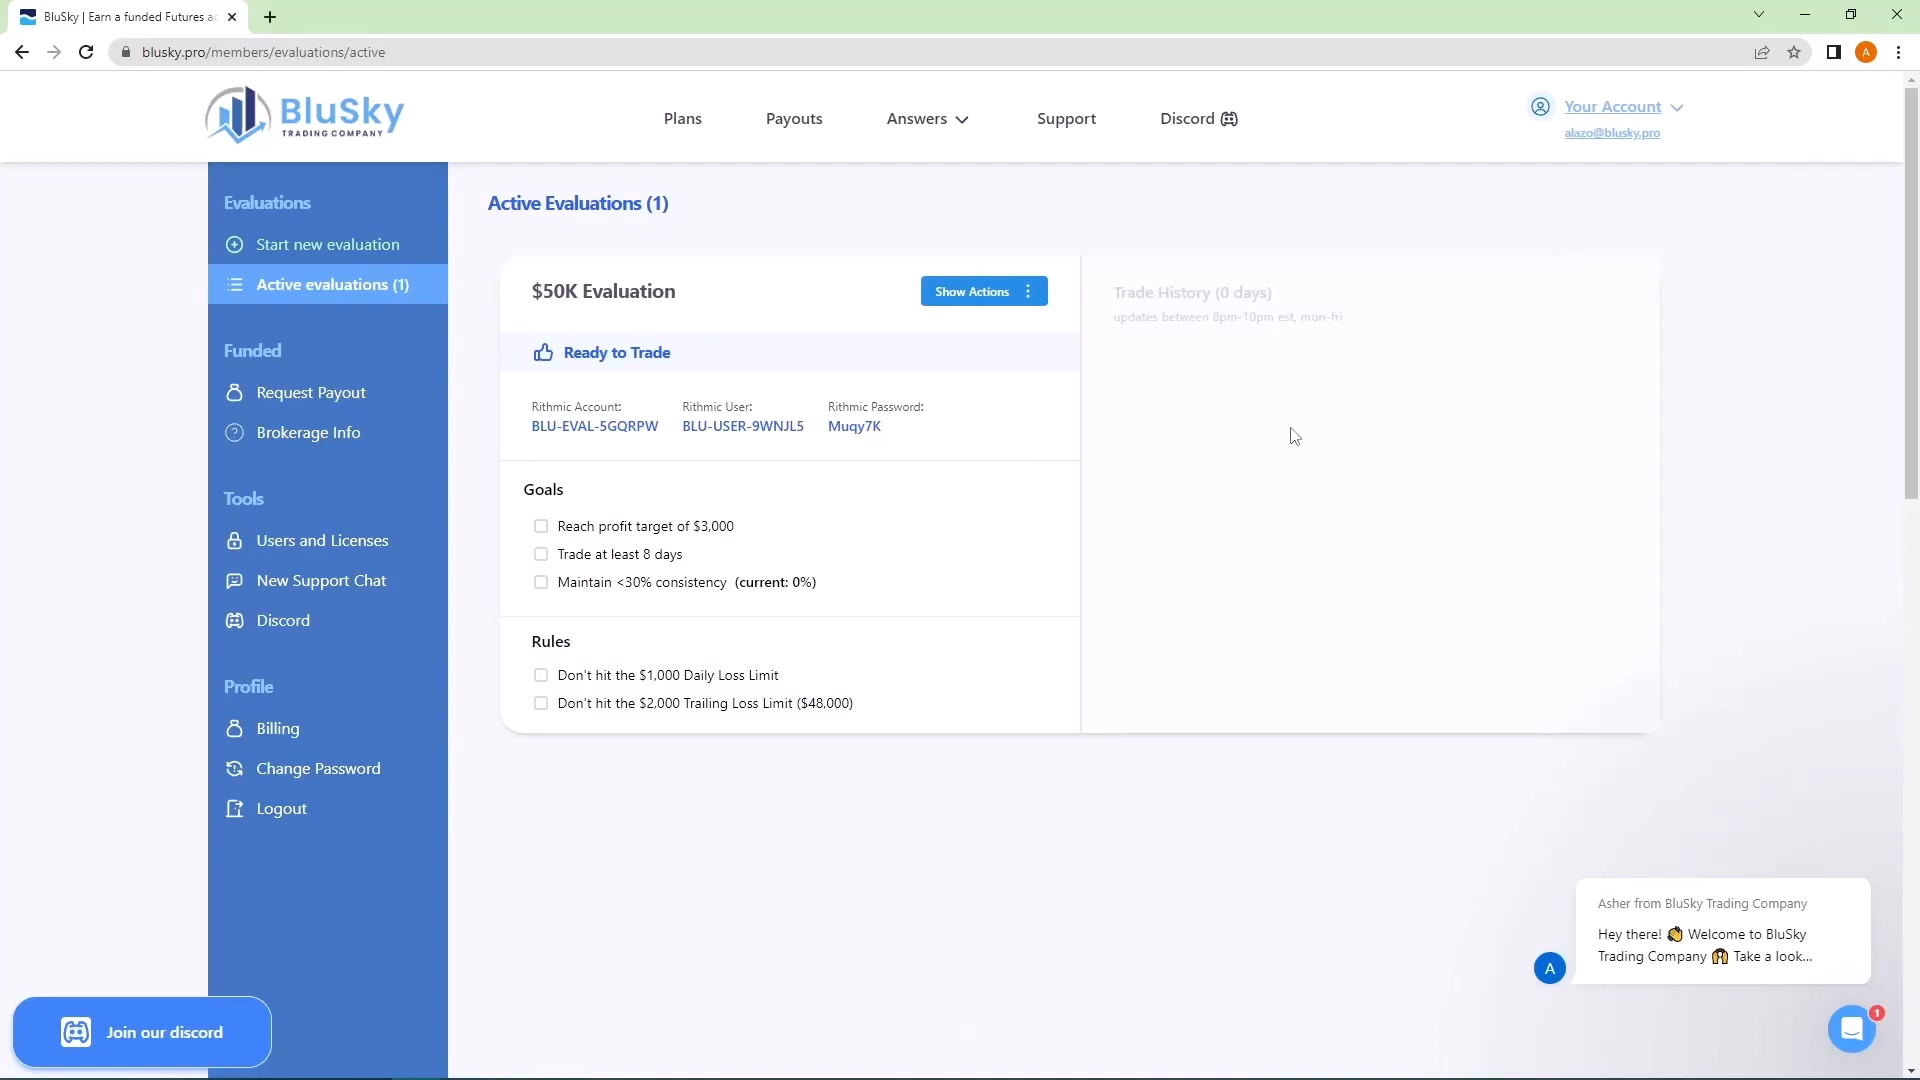 BluSky | Earn a funded Futures ac
blusky.pro/members/evaluations/active
A
BluSky
TRADING COMPANY
Plans
Payouts
Answers
Support
Discord
Your Account
alazo@blusky.pro
Evaluations
Start new evaluation
Active evaluations (1)
Funded
Request Payout
Brokerage Info
Tools
Users and Licenses
New Support Chat
Discord
Profile
Billing
Change Password
Logout
Join our discord
Active Evaluations (1)
$50K Evaluation
Show Actions
Ready to Trade
Rithmic Account:
BLU-EVAL-5GQRPW
Rithmic User:
BLU-USER-9WNJL5
Rithmic Password:
Muqy7K
Goals
Reach profit target of $3,000
Trade at least 8 days
Maintain <30% consistency (current: 0%)
Rules
Don't hit the $1,000 Daily Loss Limit
Don't hit the $2,000 Trailing Loss Limit ($48,000)
Trade History (0 days)
updates between 8pm-10pm est, mon-fri
Asher from BluSky Trading Company
Hey there! 👋 Welcome to BluSky
Trading Company 🙌 Take a look...
A
1